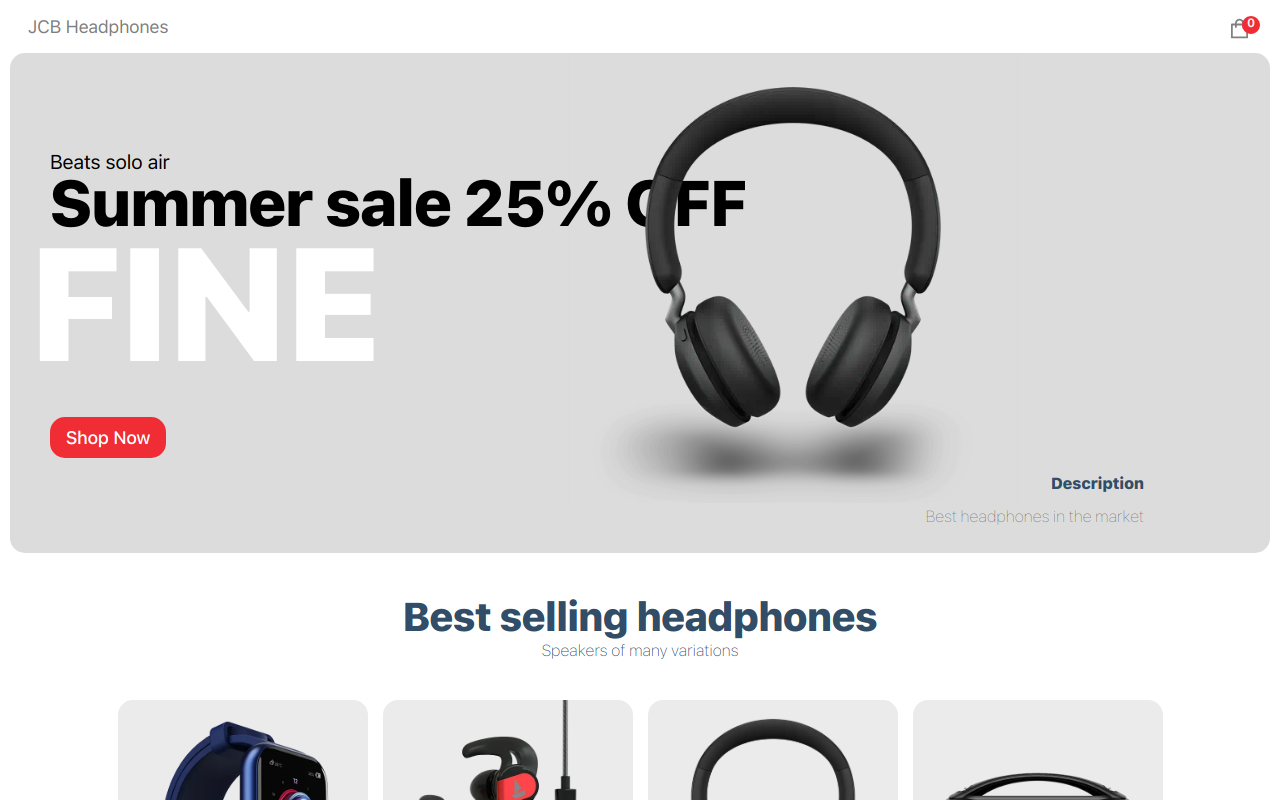 JCB Headphones
0
Beats solo air
Summer sale 25% OFF
FINE
Shop Now
Description
Best headphones in the market
Best selling headphones
Speakers of many variations